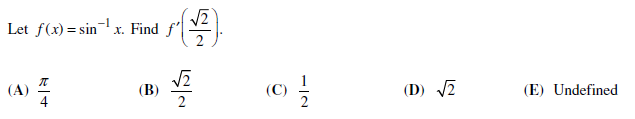 Let f(x) = sin⁻¹ x. Find f′(√2/2).
(A) π/4 (B) √2/2 (C) 1/2 (D) √2 (E) Undefined